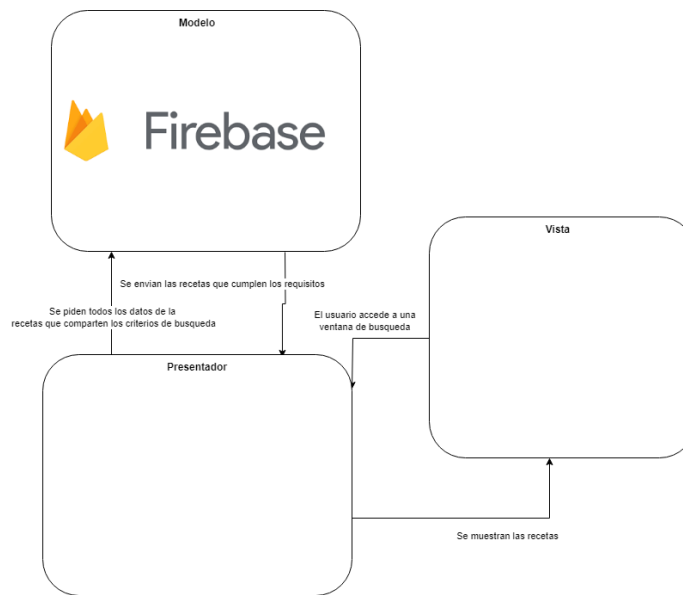 Modelo
Firebase
Vista
Se envian las recetas que cumplen los requisitos
Se piden todos los datos de la
recetas que comparten los criterios de busqueda
El usuario accede a una
ventana de busqueda
Presentador
Se muestran las recetas